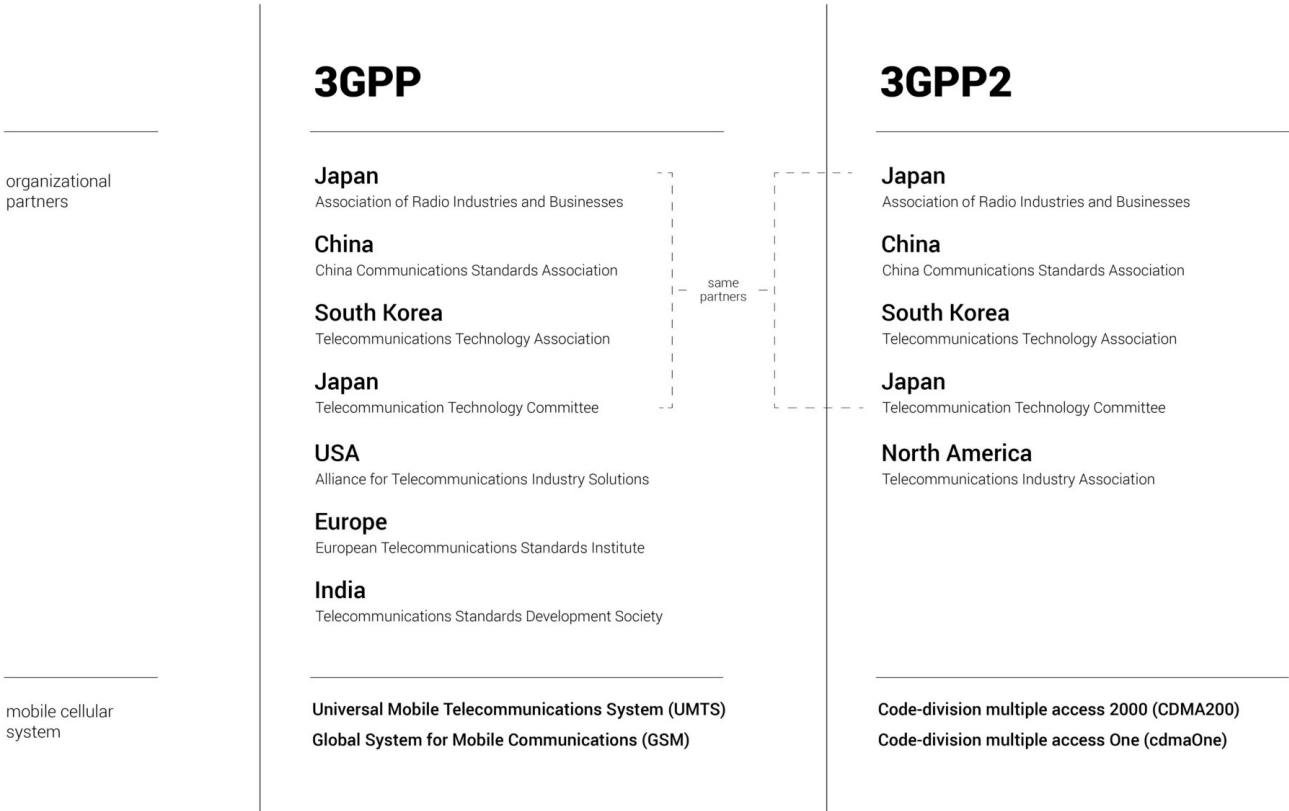 3GPP
3GPP2
organizational
partners
Japan
Association of Radio Industries and Businesses
China
China Communications Standards Association
South Korea
Telecommunications Technology Association
Japan
Telecommunication Technology Committee
USA
Alliance for Telecommunications Industry Solutions
Europe
European Telecommunications Standards Institute
India
Telecommunications Standards Development Society
same
partners
Japan
Association of Radio Industries and Businesses
China
China Communications Standards Association
South Korea
Telecommunications Technology Association
Japan
Telecommunication Technology Committee
North America
Telecommunications Industry Association
mobile cellular
system
Universal Mobile Telecommunications System (UMTS)
Global System for Mobile Communications (GSM)
Code-division multiple access 2000 (CDMA200)
Code-division multiple access One (cdmaOne)